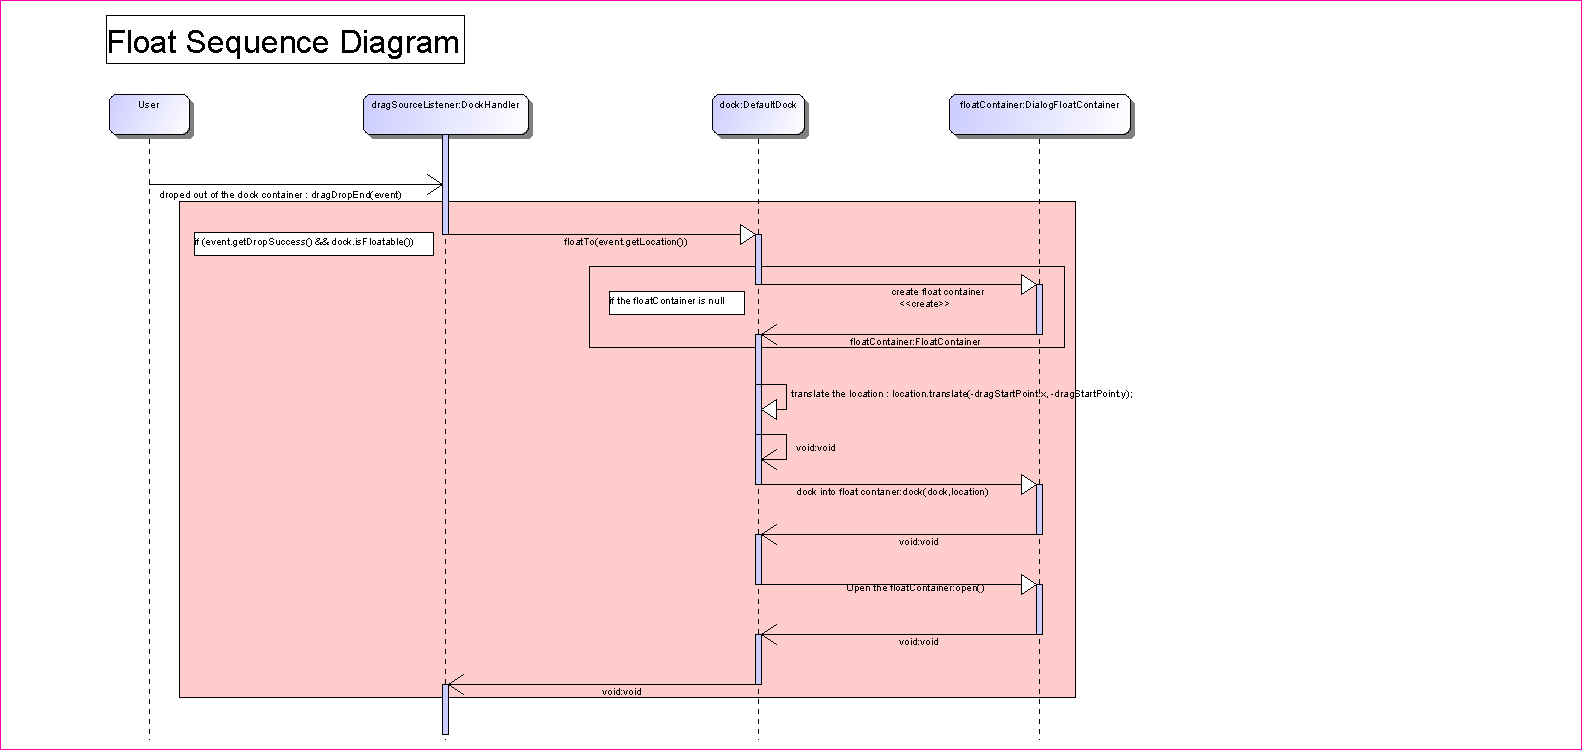 Float Sequence Diagram
User
dragSourceListener:DockHandler
dock:DefaultDock
floatContainer:DialogFloatContainer
droped out of the dock container : dragDropEnd(event)
if (event.getDropSuccess() && dock.isFloatable())
floatTo(event.getLocation())
create float container
<<create>>
if the floatContainer is null
floatContainer:FloatContainer
translate the location : location.translate(-dragStartPoint.x, -dragStartPoint.y);
void:void
dock into float contaner:dock(dock,location)
void:void
Open the floatContainer:open()
void:void
void:void